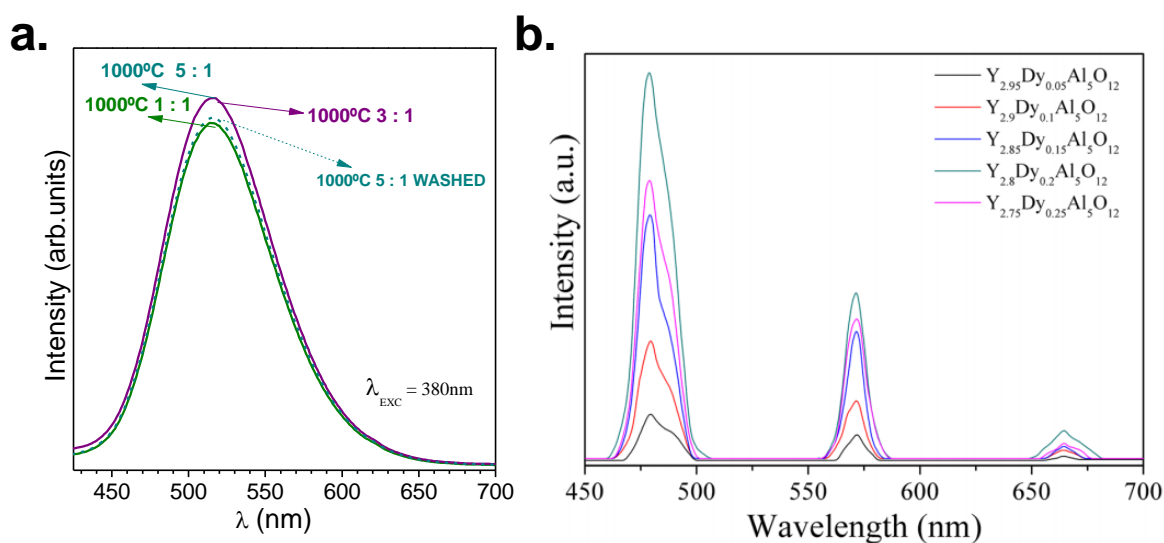 a.
1000ºC 5 : 1
1000ºC 1 : 1
1000ºC 3 : 1
1000ºC 5 : 1 WASHED
λEXC = 380nm
Intensity (arb.units)
450 500 550 600 650 700
λ (nm)
b.
Y2.95Dy0.05Al5O12
Y2.9Dy0.1Al5O12
Y2.85Dy0.15Al5O12
Y2.8Dy0.2Al5O12
Y2.75Dy0.25Al5O12
Intensity (a.u.)
450 500 550 600 650 700
Wavelength (nm)